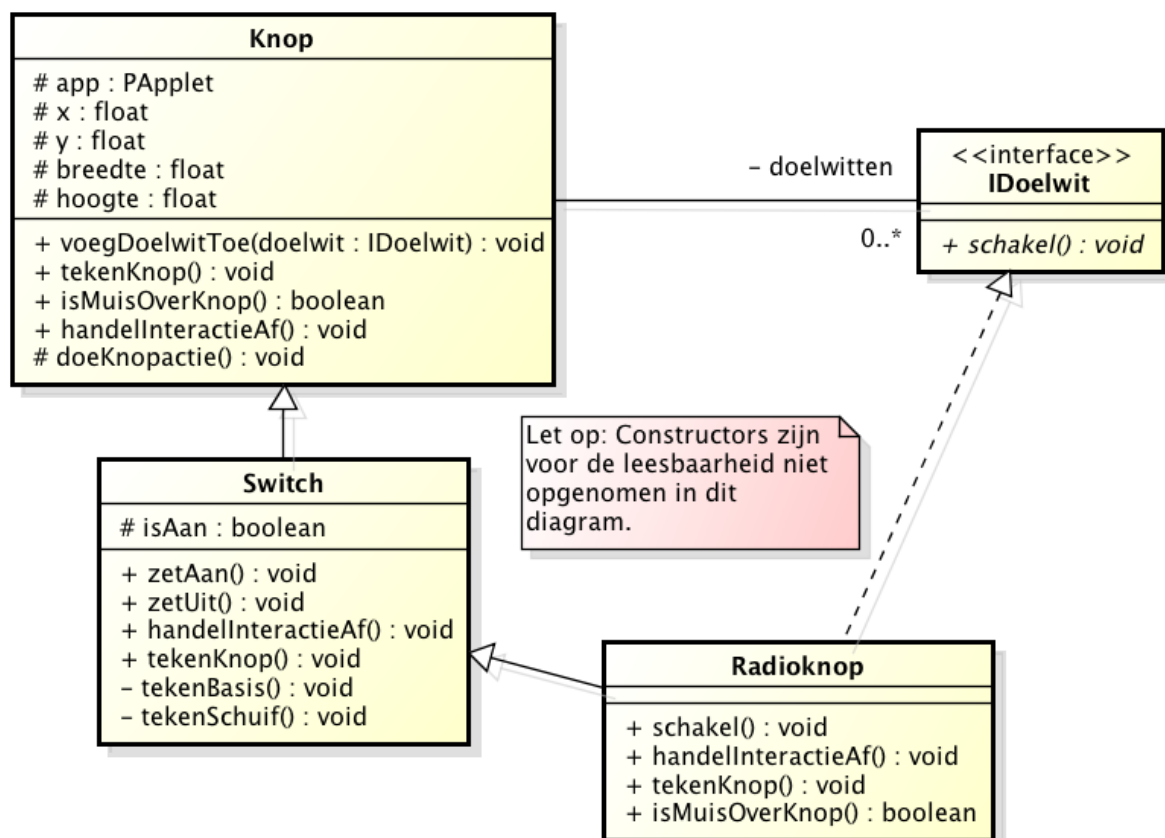 Knop
# app : PApplet
# x : float
# y : float
# breedte : float
# hoogte : float
+ voegDoelwitToe(doelwit : IDoelwit) : void
+ tekenKnop() : void
+ isMuisOverKnop() : boolean
+ handelInteractieAf() : void
# doeKnopactie() : void
– doelwitten
0..*
<<interface>>
IDoelwit
+ schakel() : void
Let op: Constructors zijn
voor de leesbaarheid niet
opgenomen in dit
diagram.
Switch
# isAan : boolean
+ zetAan() : void
+ zetUit() : void
+ handelInteractieAf() : void
+ tekenKnop() : void
– tekenBasis() : void
– tekenSchuif() : void
Radioknop
+ schakel() : void
+ handelInteractieAf() : void
+ tekenKnop() : void
+ isMuisOverKnop() : boolean